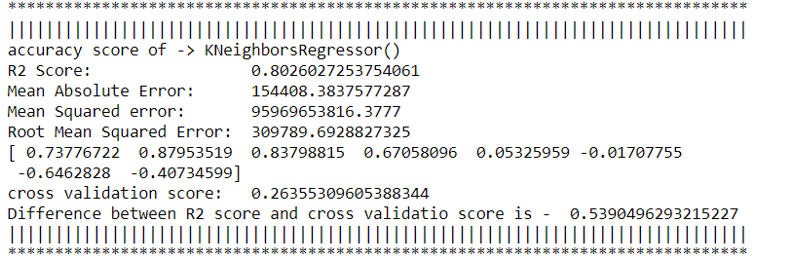 *******************************************************************************
|||||||||||||||||||||||||||||||||||||||||||||||||||||||||||||||||||||||||||||||
accuracy score of -> KNeighborsRegressor()
R2 Score:                 0.8026027253754061
Mean Absolute Error:      154408.3837577287
Mean Squared error:       95969653816.3777
Root Mean Squared Error:  309789.6928827325
[ 0.73776722  0.87953519  0.83798815  0.67058096  0.05325959 -0.01707755
 -0.6462828  -0.40734599]
cross validation score:   0.26355309605388344
Difference between R2 score and cross validatio score is -  0.5390496293215227
|||||||||||||||||||||||||||||||||||||||||||||||||||||||||||||||||||||||||||||||
*******************************************************************************